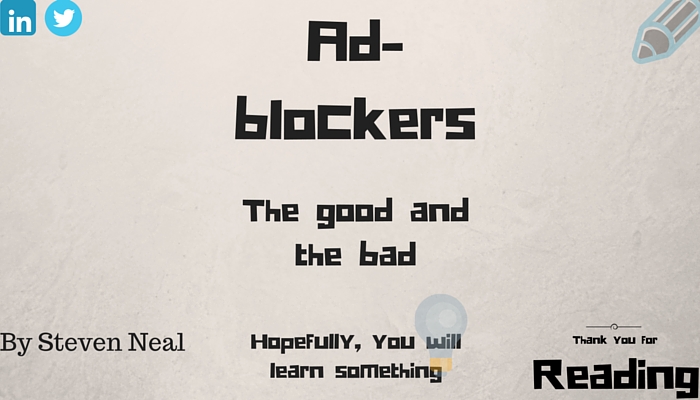 in
Ad-
blockers
The good and
the bad
By Steven Neal
Hopefully, You will
learn something
Thank You for
Reading